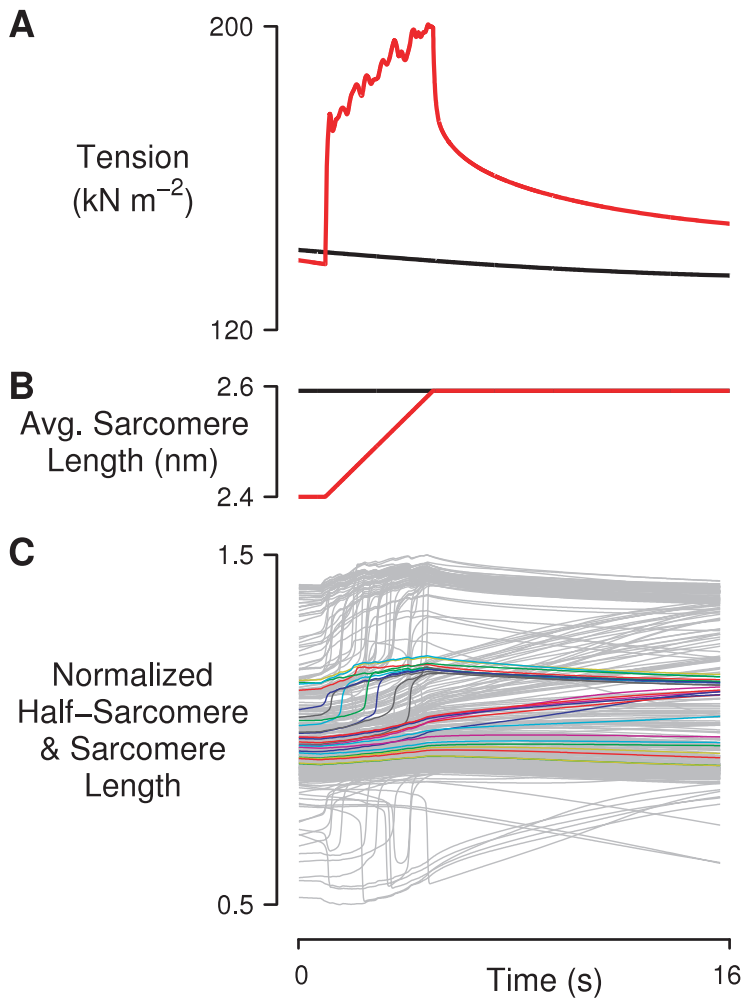 A
200
Tension
(kN m−2)
120
B
2.6
Avg. Sarcomere
Length (nm)
2.4
C
1.5
Normalized
Half−Sarcomere
& Sarcomere
Length
0.5
0
Time (s)
16